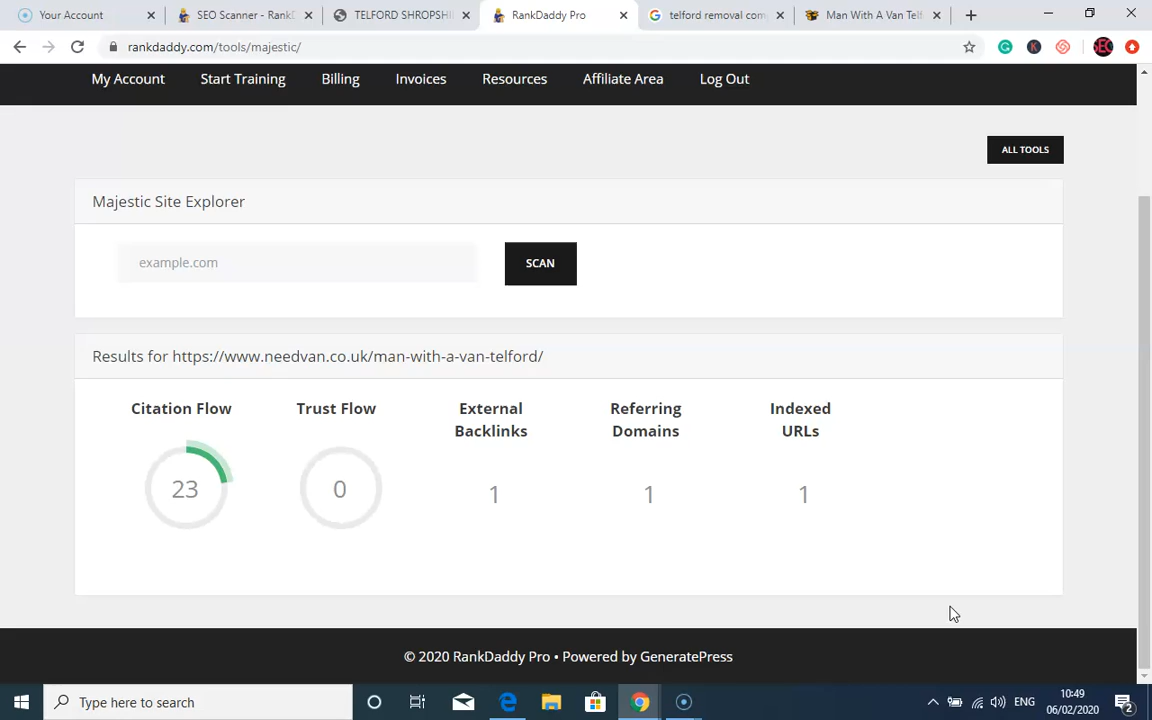 Your Account
SEO Scanner - RankD
TELFORD SHROPSHI
RankDaddy Pro
telford removal com
Man With A Van Telf
rankdaddy.com/tools/majestic/
K
SEO
My Account Start Training Billing Invoices Resources Affiliate Area Log Out
ALL TOOLS
Majestic Site Explorer
example.com
SCAN
Results for https://www.needvan.co.uk/man-with-a-van-telford/
Citation Flow
Trust Flow
External
Backlinks
Referring
Domains
Indexed
URLs
23
0
1
1
1
© 2020 RankDaddy Pro • Powered by GeneratePress
Type here to search
ENG
10:49
06/02/2020
2